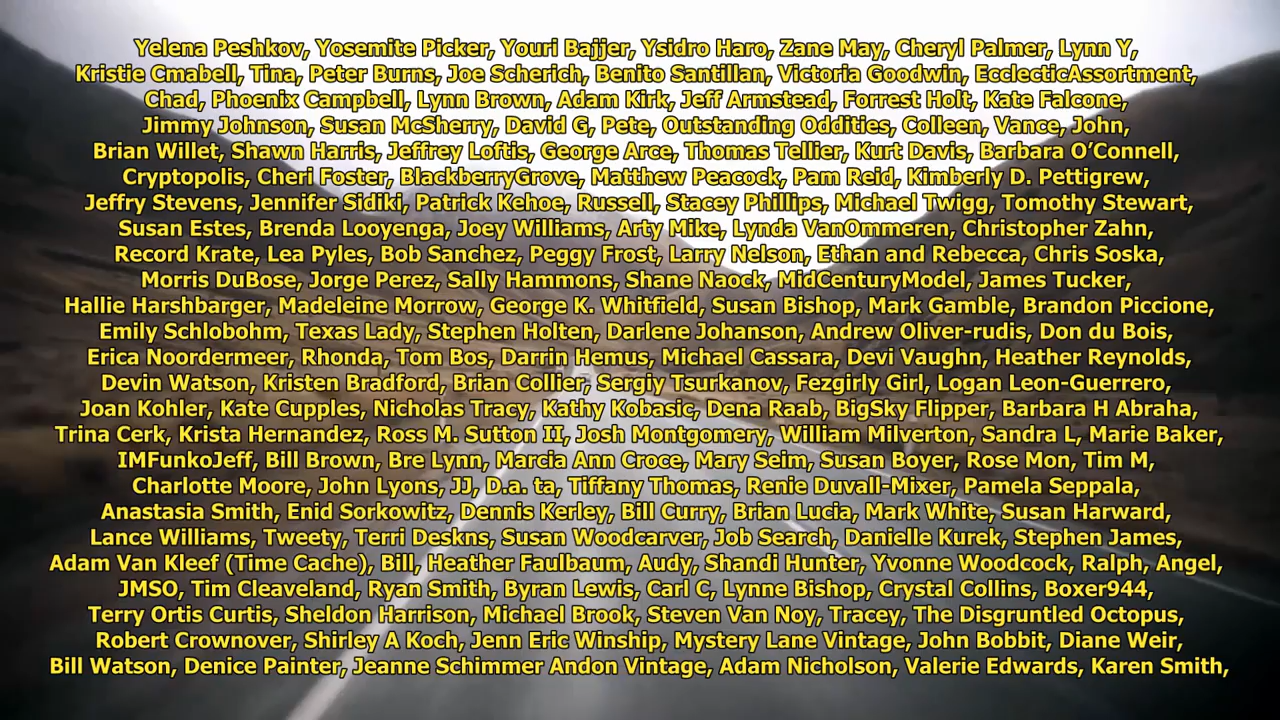 Yelena Peshkov, Yosemite Picker, Youri Bajjer, Ysidro Haro, Zane May, Cheryl Palmer, Lynn Y,
Kristie Cmabell, Tina, Peter Burns, Joe Scherich, Benito Santillan, Victoria Goodwin, EcclecticAssortment,
Chad, Phoenix Campbell, Lynn Brown, Adam Kirk, Jeff Armstead, Forrest Holt, Kate Falcone,
Jimmy Johnson, Susan McSherry, David G, Pete, Outstanding Oddities, Colleen, Vance, John,
Brian Willet, Shawn Harris, Jeffrey Loftis, George Arce, Thomas Tellier, Kurt Davis, Barbara O’Connell,
Cryptopolis, Cheri Foster, BlackberryGrove, Matthew Peacock, Pam Reid, Kimberly D. Pettigrew,
Jeffry Stevens, Jennifer Sidiki, Patrick Kehoe, Russell, Stacey Phillips, Michael Twigg, Tomothy Stewart,
Susan Estes, Brenda Looyenga, Joey Williams, Arty Mike, Lynda VanOmmeren, Christopher Zahn,
Record Krate, Lea Pyles, Bob Sanchez, Peggy Frost, Larry Nelson, Ethan and Rebecca, Chris Soska,
Morris DuBose, Jorge Perez, Sally Hammons, Shane Naock, MidCenturyModel, James Tucker,
Hallie Harshbarger, Madeleine Morrow, George K. Whitfield, Susan Bishop, Mark Gamble, Brandon Piccione,
Emily Schlobohm, Texas Lady, Stephen Holten, Darlene Johanson, Andrew Oliver-rudis, Don du Bois,
Erica Noordermeer, Rhonda, Tom Bos, Darrin Hemus, Michael Cassara, Devi Vaughn, Heather Reynolds,
Devin Watson, Kristen Bradford, Brian Collier, Sergiy Tsurkanov, Fezgirly Girl, Logan Leon-Guerrero,
Joan Kohler, Kate Cupples, Nicholas Tracy, Kathy Kobasic, Dena Raab, BigSky Flipper, Barbara H Abraha,
Trina Cerk, Krista Hernandez, Ross M. Sutton II, Josh Montgomery, William Milverton, Sandra L, Marie Baker,
IMFunkoJeff, Bill Brown, Bre Lynn, Marcia Ann Croce, Mary Seim, Susan Boyer, Rose Mon, Tim M,
Charlotte Moore, John Lyons, JJ, D.a. ta, Tiffany Thomas, Renie Duvall-Mixer, Pamela Seppala,
Anastasia Smith, Enid Sorkowitz, Dennis Kerley, Bill Curry, Brian Lucia, Mark White, Susan Harward,
Lance Williams, Tweety, Terri Deskns, Susan Woodcarver, Job Search, Danielle Kurek, Stephen James,
Adam Van Kleef (Time Cache), Bill, Heather Faulbaum, Audy, Shandi Hunter, Yvonne Woodcock, Ralph, Angel,
JMSO, Tim Cleaveland, Ryan Smith, Byran Lewis, Carl C, Lynne Bishop, Crystal Collins, Boxer944,
Terry Ortis Curtis, Sheldon Harrison, Michael Brook, Steven Van Noy, Tracey, The Disgruntled Octopus,
Robert Crownover, Shirley A Koch, Jenn Eric Winship, Mystery Lane Vintage, John Bobbit, Diane Weir,
Bill Watson, Denice Painter, Jeanne Schimmer Andon Vintage, Adam Nicholson, Valerie Edwards, Karen Smith,